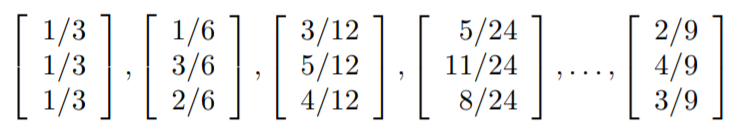 [ 1/3 ] [ 1/6 ] [ 3/12 ] [ 5/24 ] [ 2/9 ]
[ 1/3 ] , [ 3/6 ] , [ 5/12 ] , [ 11/24 ] , . . . , [ 4/9 ]
[ 1/3 ] [ 2/6 ] [ 4/12 ] [ 8/24 ] [ 3/9 ]